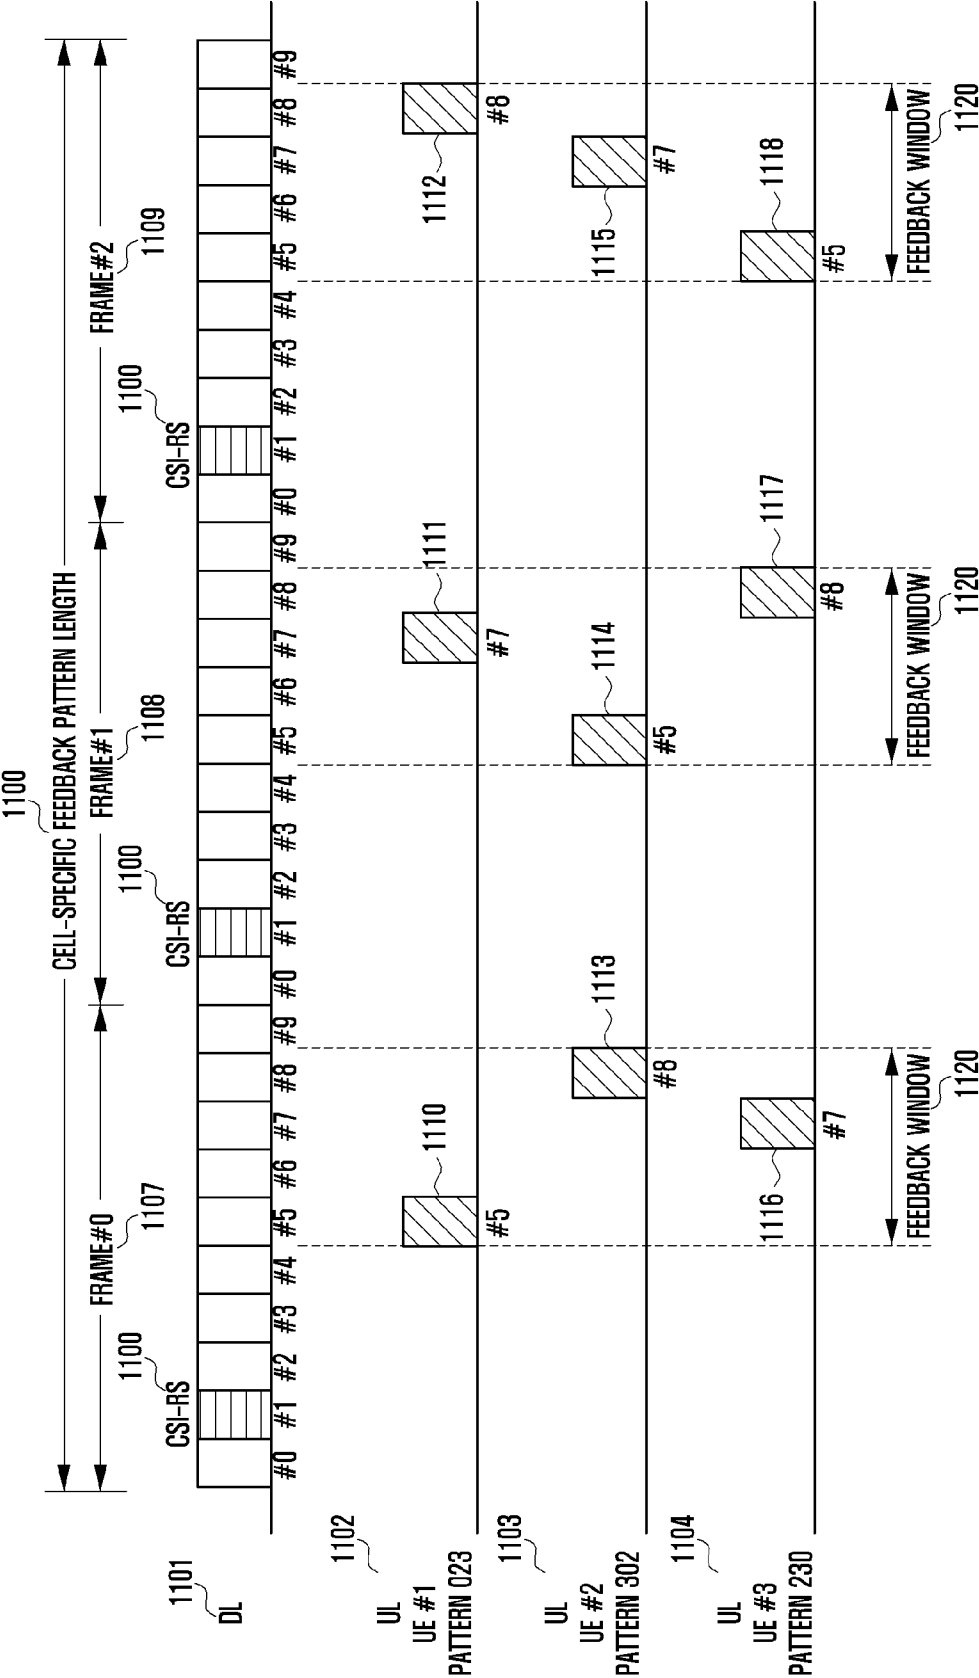 1100
CELL-SPECIFIC FEEDBACK PATTERN LENGTH
FRAME#0
1107
FRAME#1
1108
FRAME#2
1109
CSI-RS
1100
CSI-RS
1100
CSI-RS
1100
1101
DL
#0 #1 #2 #3 #4 #5 #6 #7 #8 #9 #0 #1 #2 #3 #4 #5 #6 #7 #8 #9 #0 #1 #2 #3 #4 #5 #6 #7 #8 #9
1102
UL
UE #1
PATTERN 023
1110
#5
1111
#7
1112
#8
1103
UL
UE #2
PATTERN 302
1113
#8
1114
#5
1115
#7
1104
UL
UE #3
PATTERN 230
1116
#7
1117
#8
1118
#5
FEEDBACK WINDOW
1120
FEEDBACK WINDOW
1120
FEEDBACK WINDOW
1120